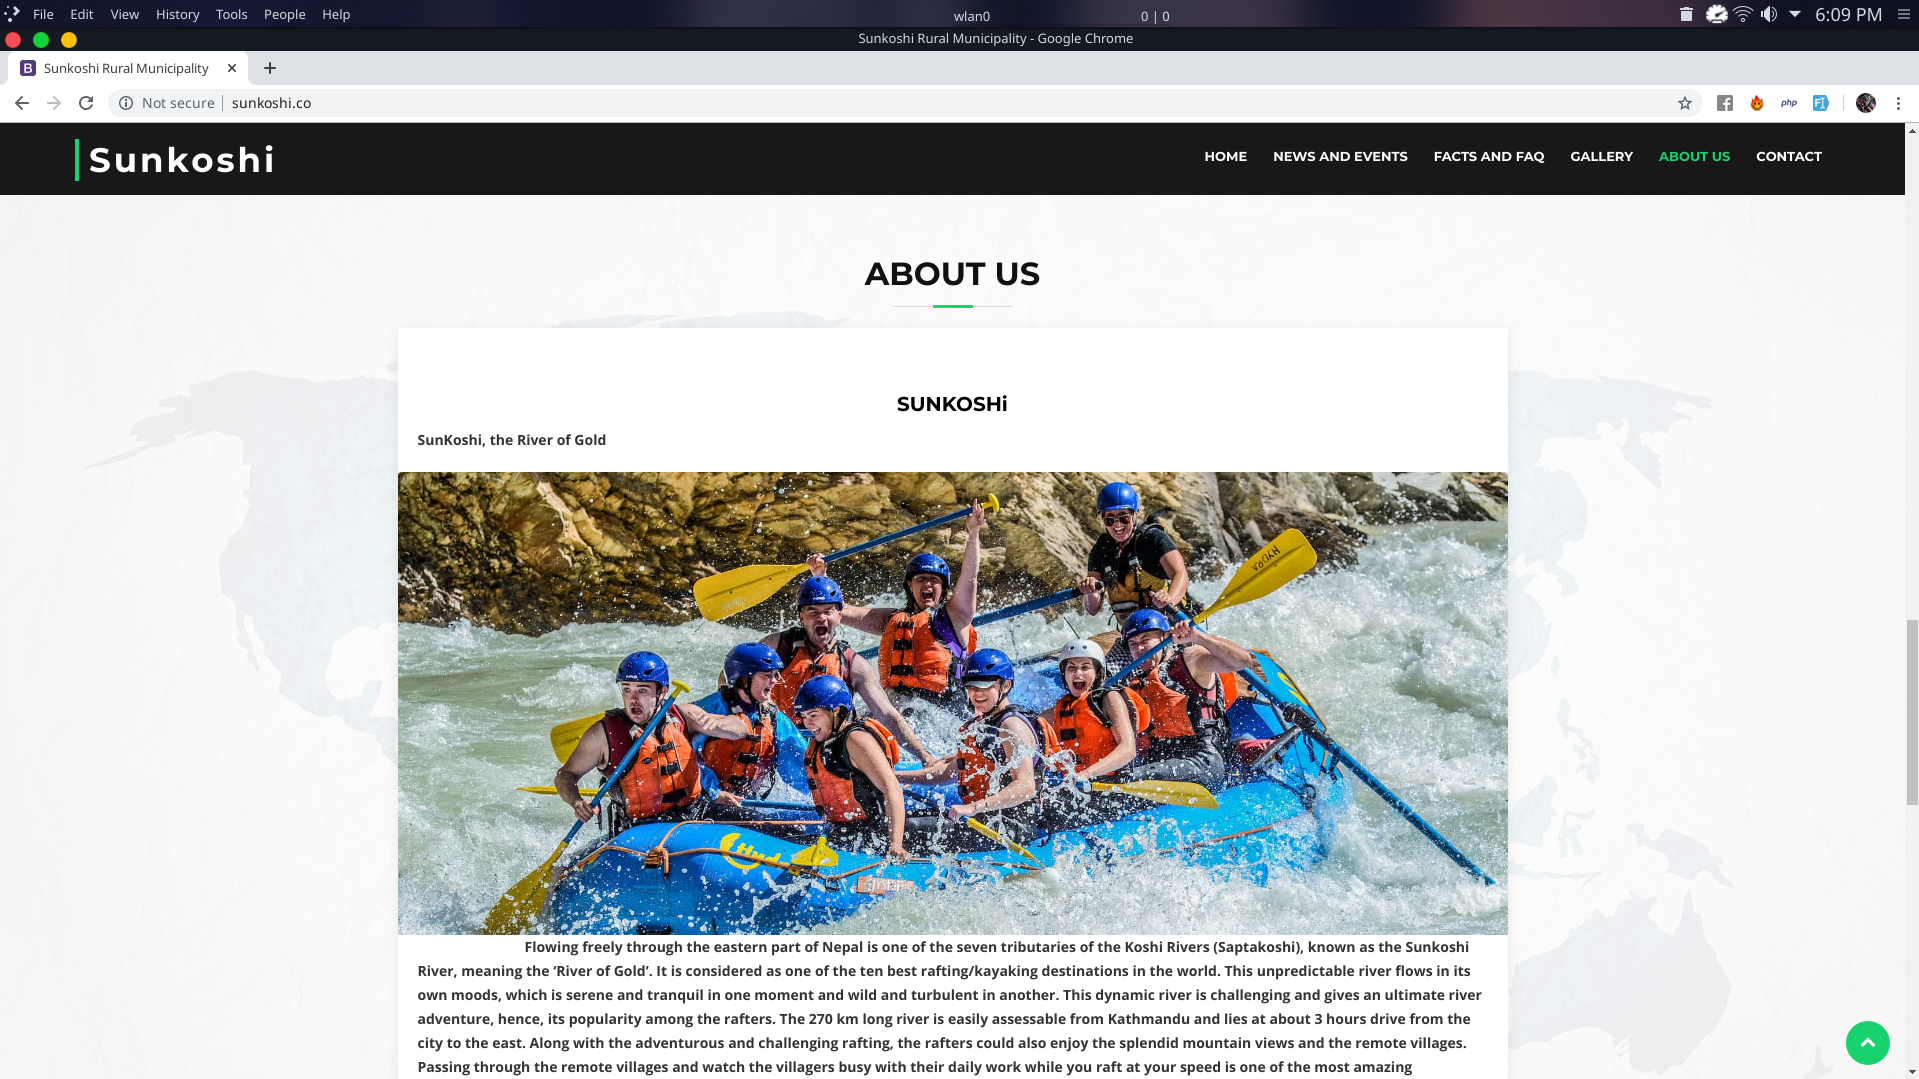 File Edit View History Tools People Help
wlan0
0 | 0
6:09 PM
Sunkoshi Rural Municipality - Google Chrome
B Sunkoshi Rural Municipality
Not secure
sunkoshi.co
php
Sunkoshi
HOME NEWS AND EVENTS FACTS AND FAQ GALLERY ABOUT US CONTACT
ABOUT US
SUNKOSHi
SunKoshi, the River of Gold
HYDRA
Flowing freely through the eastern part of Nepal is one of the seven tributaries of the Koshi Rivers (Saptakoshi), known as the Sunkoshi
River, meaning the ‘River of Gold’. It is considered as one of the ten best rafting/kayaking destinations in the world. This unpredictable river flows in its
own moods, which is serene and tranquil in one moment and wild and turbulent in another. This dynamic river is challenging and gives an ultimate river
adventure, hence, its popularity among the rafters. The 270 km long river is easily assessable from Kathmandu and lies at about 3 hours drive from the
city to the east. Along with the adventurous and challenging rafting, the rafters could also enjoy the splendid mountain views and the remote villages.
Passing through the remote villages and watch the villagers busy with their daily work while you raft at your speed is one of the most amazing